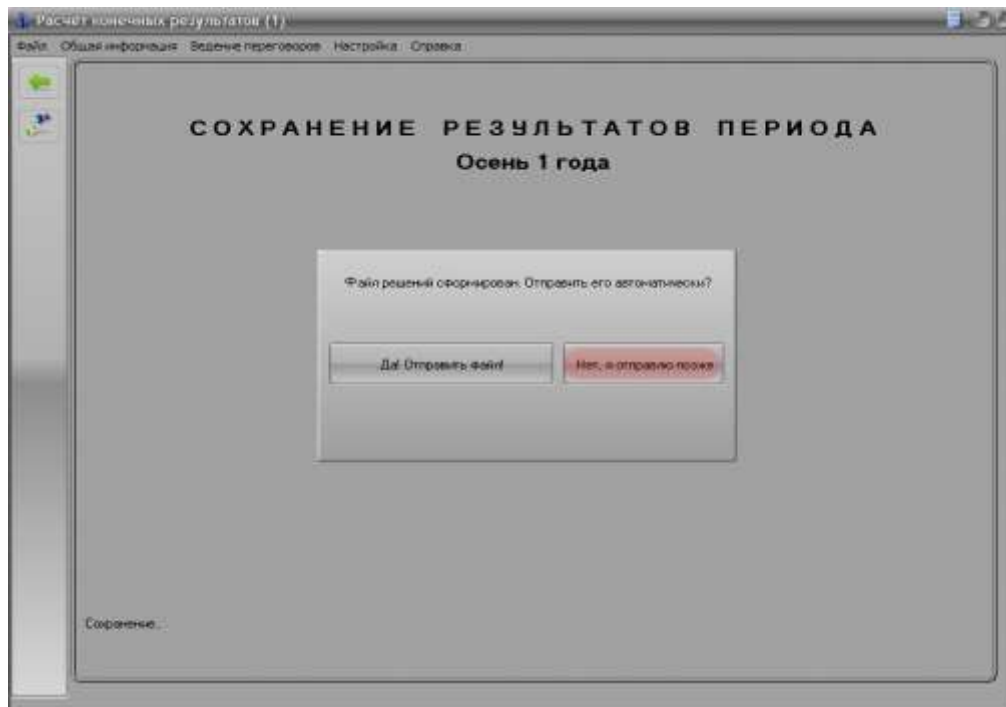 Расчёт конечных результатов (1)
Файл Общая информация Ведение переговоров Настройка Справка
СОХРАНЕНИЕ РЕЗУЛЬТАТОВ ПЕРИОДА
Осень 1 года
Файл решений сформирован. Отправить его автоматически?
Да! Отправить файл! Нет, я отправлю позже
Сохранение...